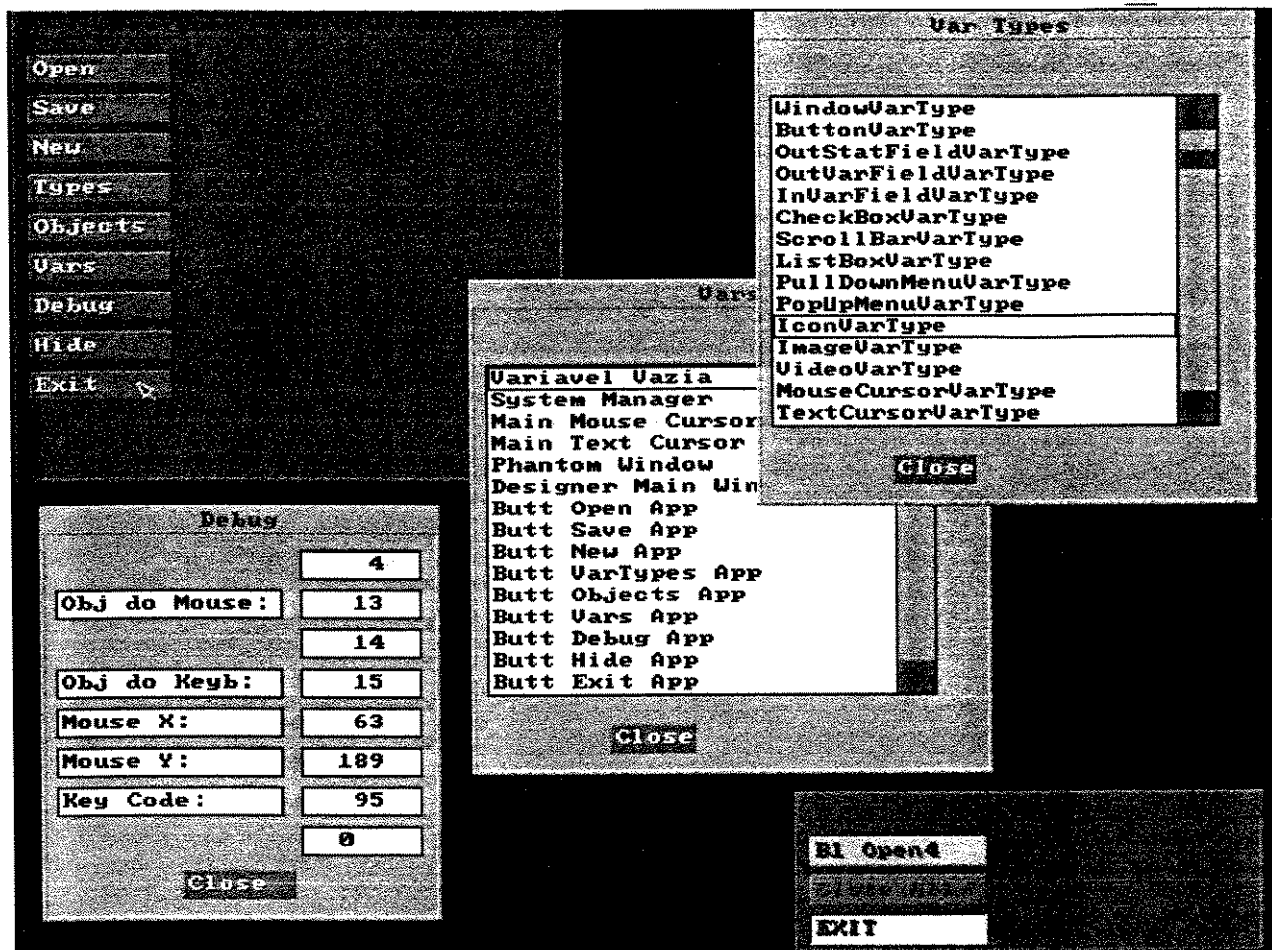 Open
Save
New
Types
Objects
Vars
Debug
Hide
Exit
Var Types
WindowVarType
ButtonVarType
OutStatFieldVarType
OutVarFieldVarType
InVarFieldVarType
CheckBoxVarType
ScrollBarVarType
ListBoxVarType
PullDownMenuVarType
PopUpMenuVarType
IconVarType
ImageVarType
VideoVarType
MouseCursorVarType
TextCursorVarType
Close
Vars
Variavel Vazia
System Manager
Main Mouse Cursor
Main Text Cursor
Phantom Window
Designer Main Win
Butt Open App
Butt Save App
Butt New App
Butt VarTypes App
Butt Objects App
Butt Vars App
Butt Debug App
Butt Hide App
Butt Exit App
Close
Debug
4
Obj do Mouse: 13
14
Obj do Keyb: 15
Mouse X: 63
Mouse Y: 189
Key Code: 95
0
Close
B1 Open4
EXIT